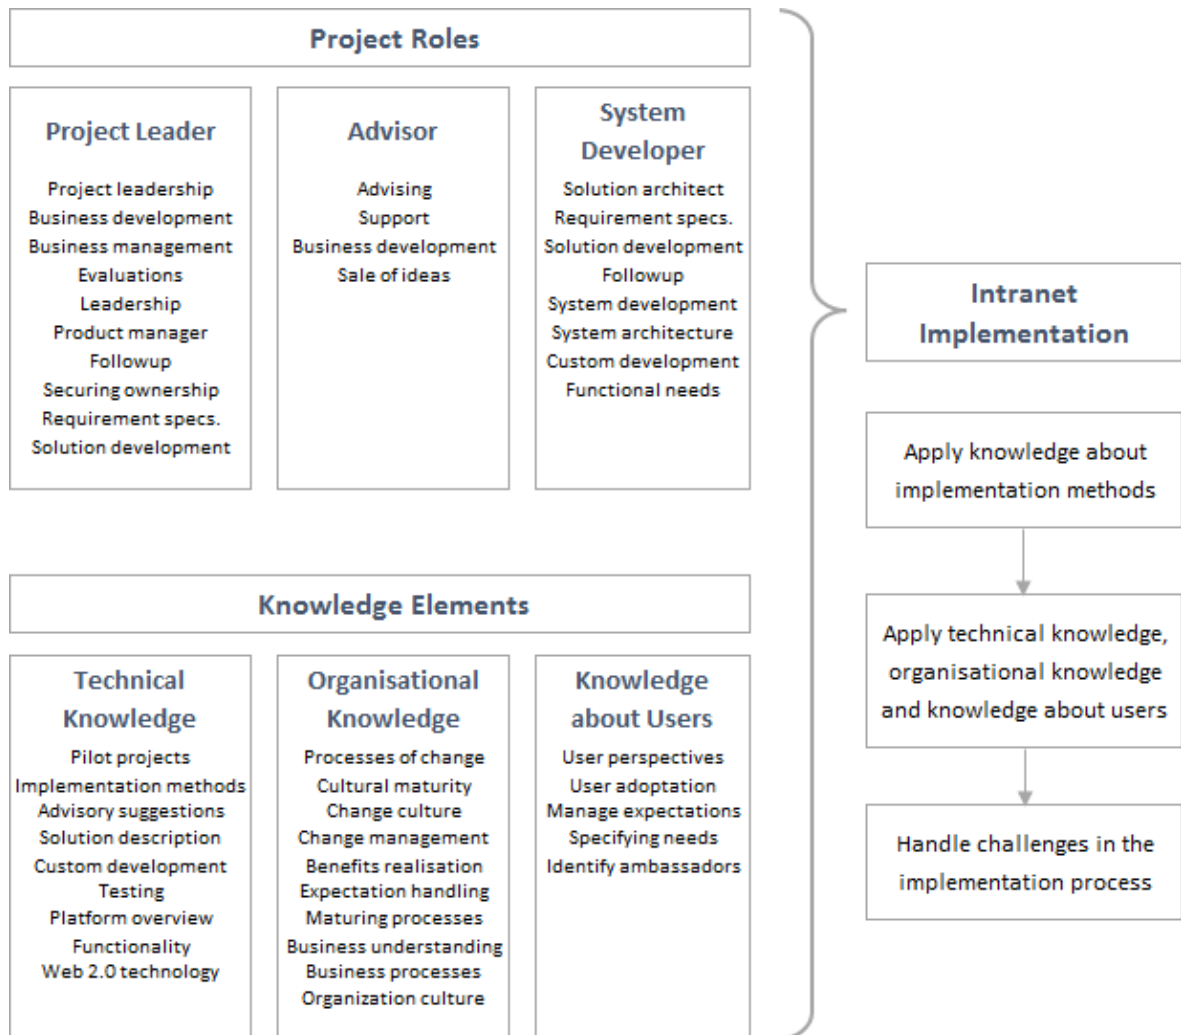 Project Roles
Project Leader
Project leadership
Business development
Business management
Evaluations
Leadership
Product manager
Followup
Securing ownership
Requirement specs.
Solution development
Advisor
Advising
Support
Business development
Sale of ideas
System
Developer
Solution architect
Requirement specs.
Solution development
Followup
System development
System architecture
Custom development
Functional needs
Knowledge Elements
Technical
Knowledge
Pilot projects
Implementation methods
Advisory suggestions
Solution description
Custom development
Testing
Platform overview
Functionality
Web 2.0 technology
Organisational
Knowledge
Processes of change
Cultural maturity
Change culture
Change management
Benefits realisation
Expectation handling
Maturing processes
Business understanding
Business processes
Organization culture
Knowledge
about Users
User perspectives
User adoptation
Manage expectations
Specifying needs
Identify ambassadors
Intranet
Implementation
Apply knowledge about
implementation methods
Apply technical knowledge,
organisational knowledge
and knowledge about users
Handle challenges in the
implementation process